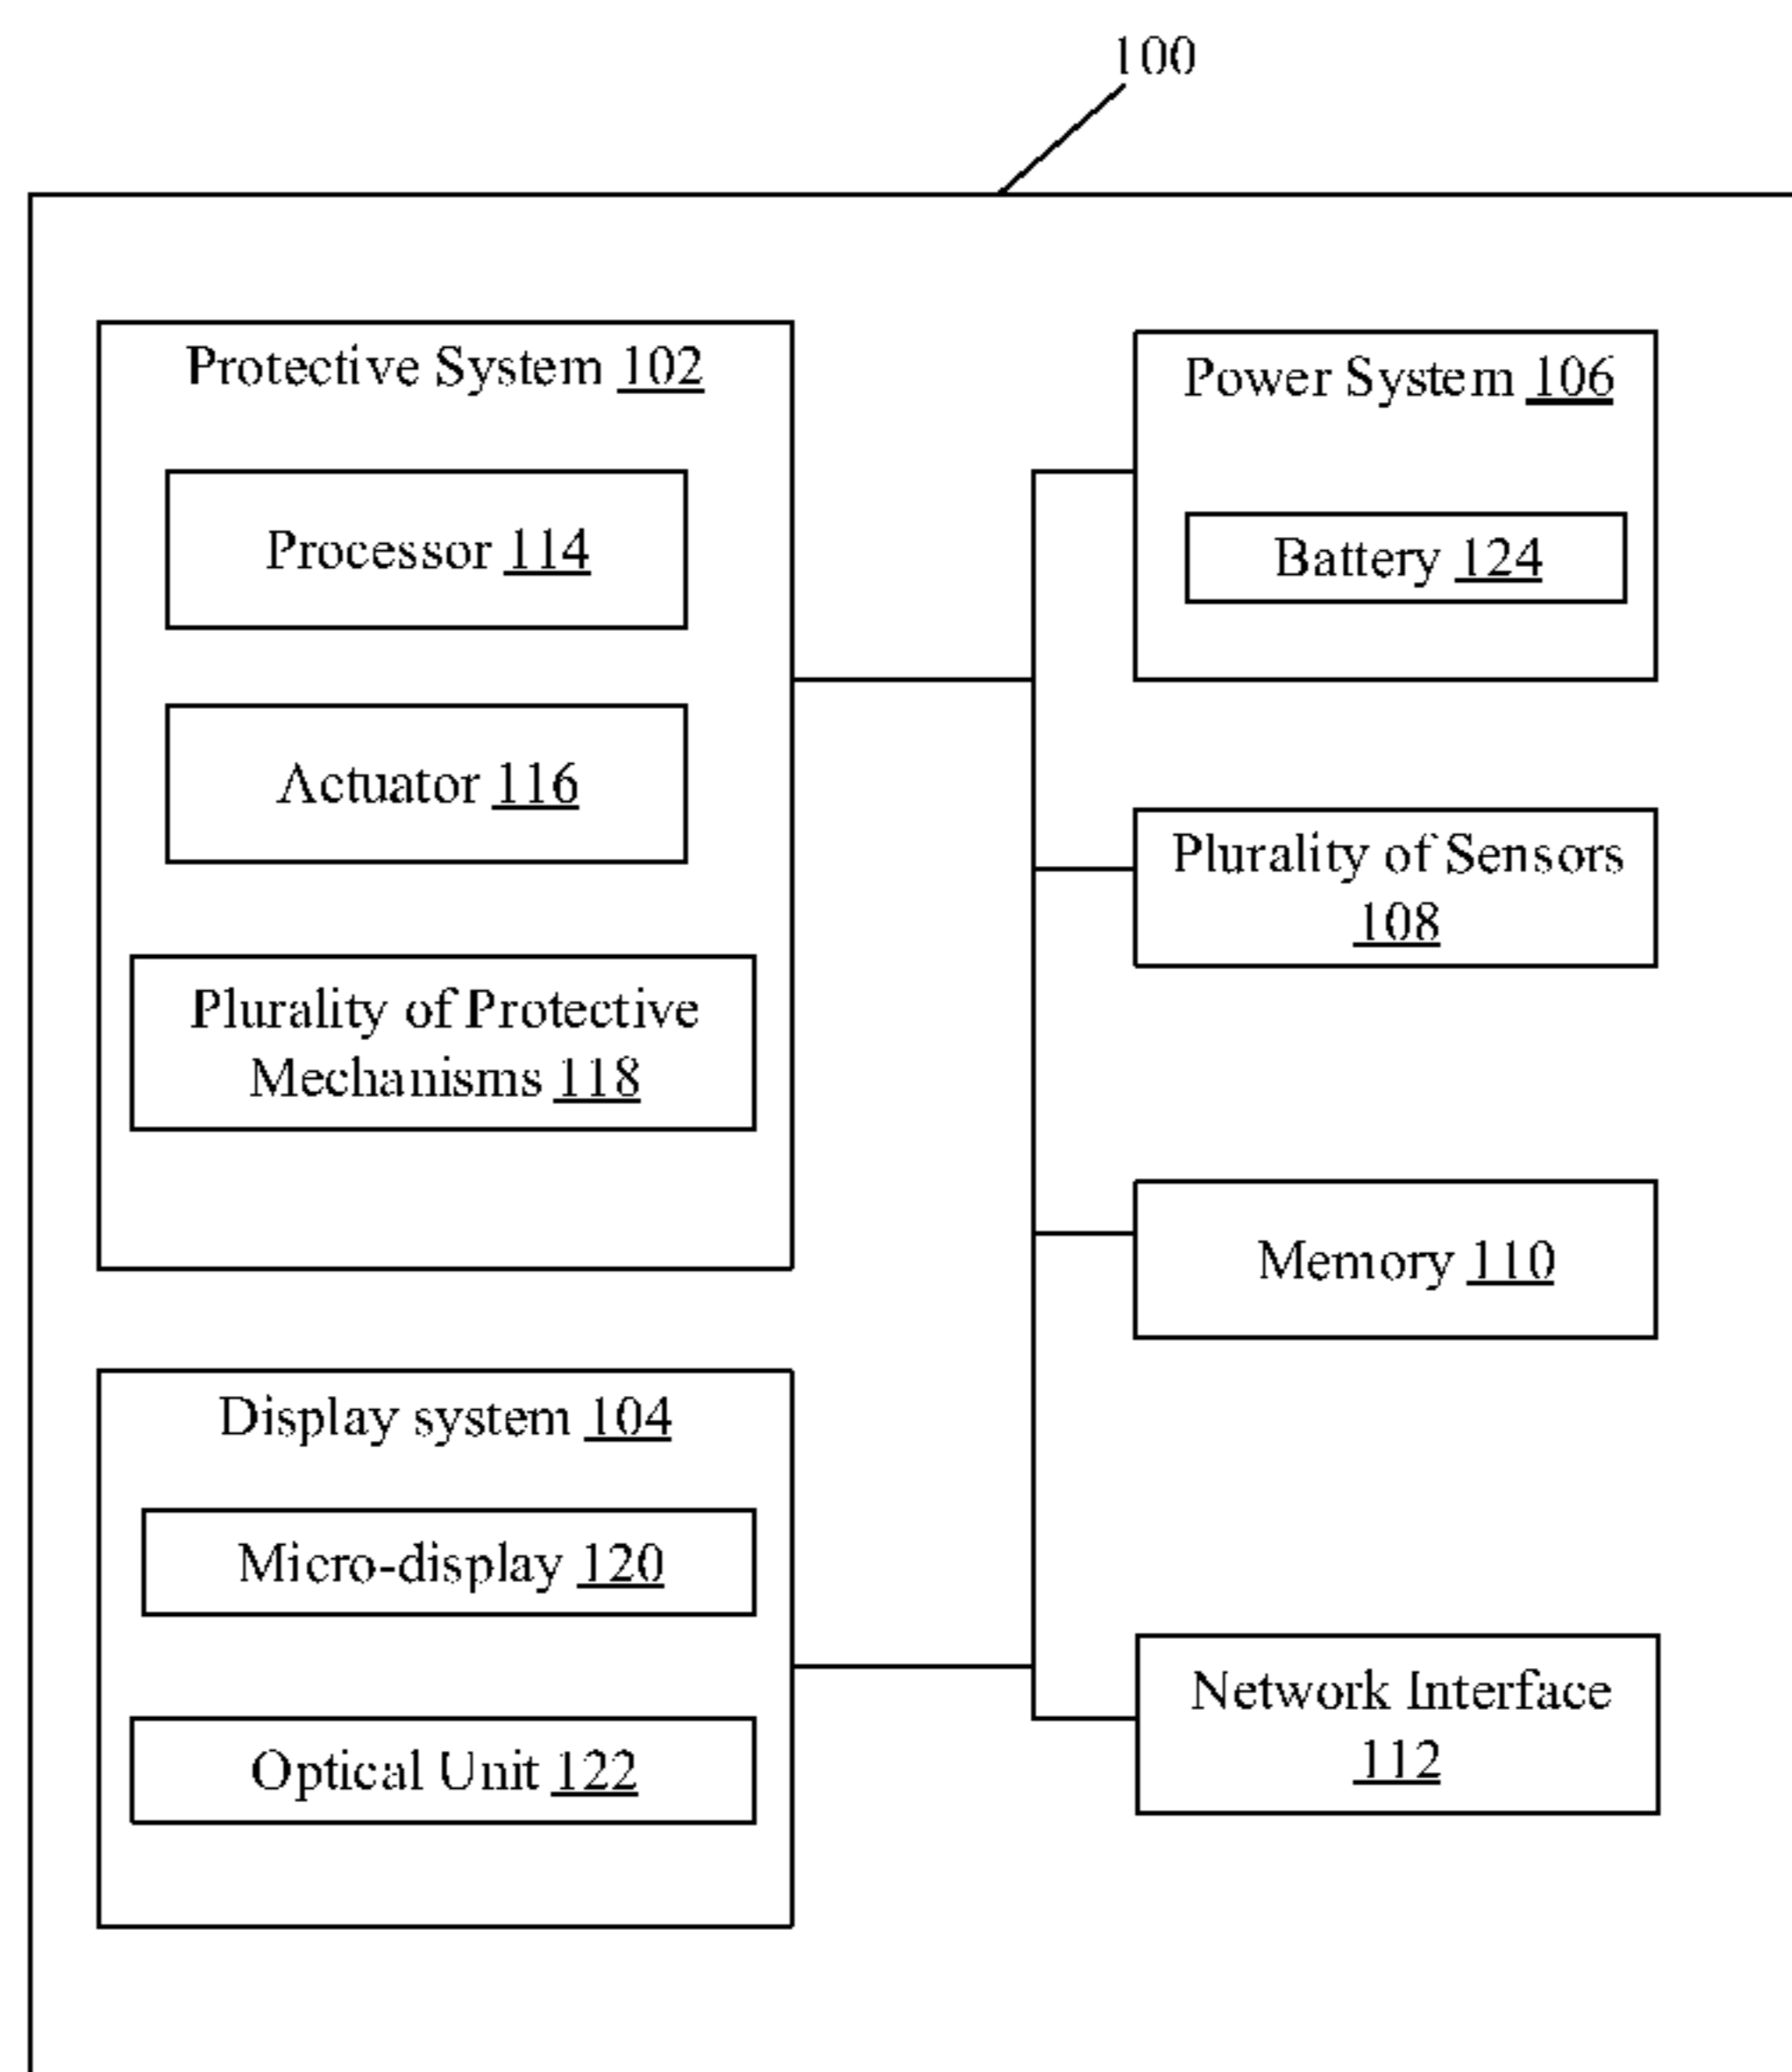 100
Protective System 102
Processor 114
Actuator 116
Plurality of Protective
Mechanisms 118
Display system 104
Micro-display 120
Optical Unit 122
Power System 106
Battery 124
Plurality of Sensors
108
Memory 110
Network Interface
112